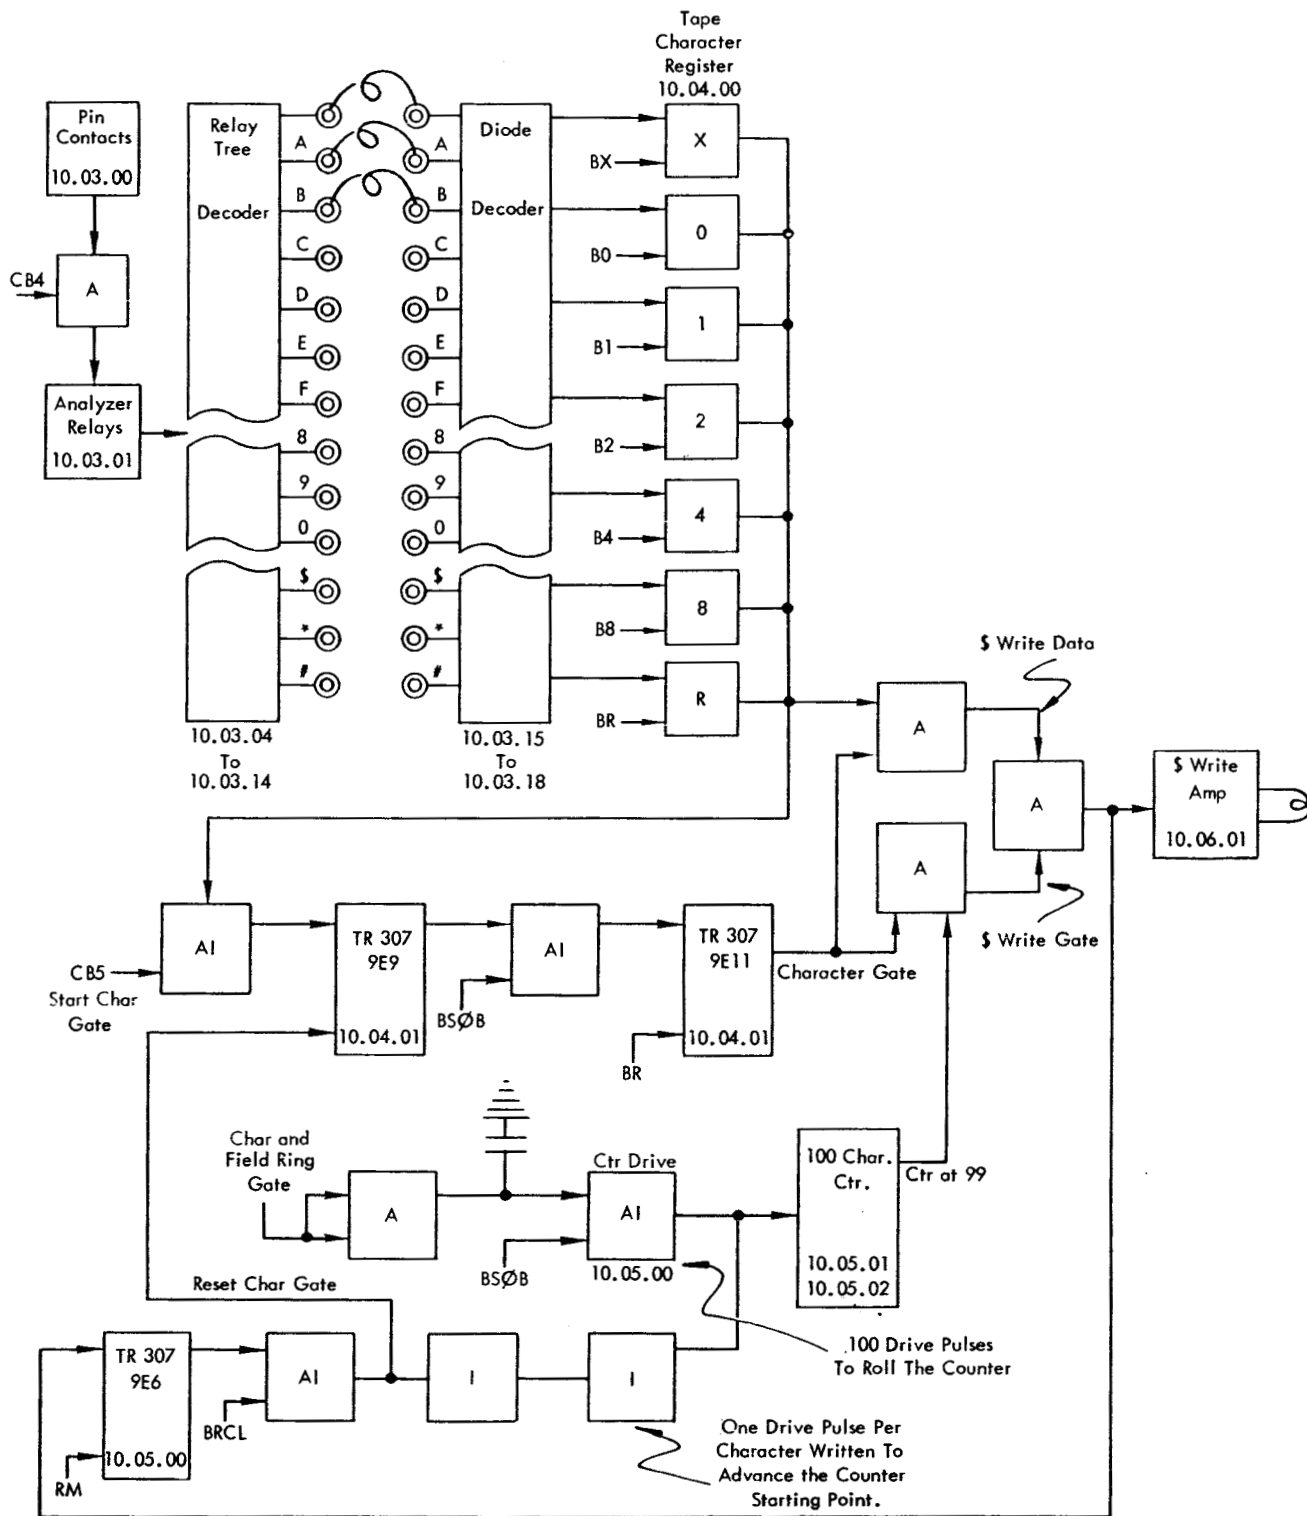 Tape
Character
Register
10.04.00
Pin
Contacts
10.03.00
CB4
A
Analyzer
Relays
10.03.01
Relay
Tree
Decoder
A
B
C
D
E
F
8
9
0
$
*
#
10.03.04
To
10.03.14
A
B
C
D
E
F
8
9
0
$
*
#
Diode
Decoder
10.03.15
To
10.03.18
BX
X
B0
0
B1
1
B2
2
B4
4
B8
8
BR
R
A
$ Write Data
A
$ Write
Amp
10.06.01
A
$ Write Gate
CB5
Start Char
Gate
AI
TR 307
9E9
10.04.01
BSØB
AI
TR 307
9E11
10.04.01
BR
Character Gate
Char and
Field Ring
Gate
A
Ctr Drive
AI
10.05.00
BSØB
100 Char.
Ctr.
10.05.01
10.05.02
Ctr at 99
Reset Char Gate
100 Drive Pulses
To Roll The Counter
TR 307
9E6
10.05.00
RM
AI
BRCL
I
I
One Drive Pulse Per
Character Written To
Advance the Counter
Starting Point.